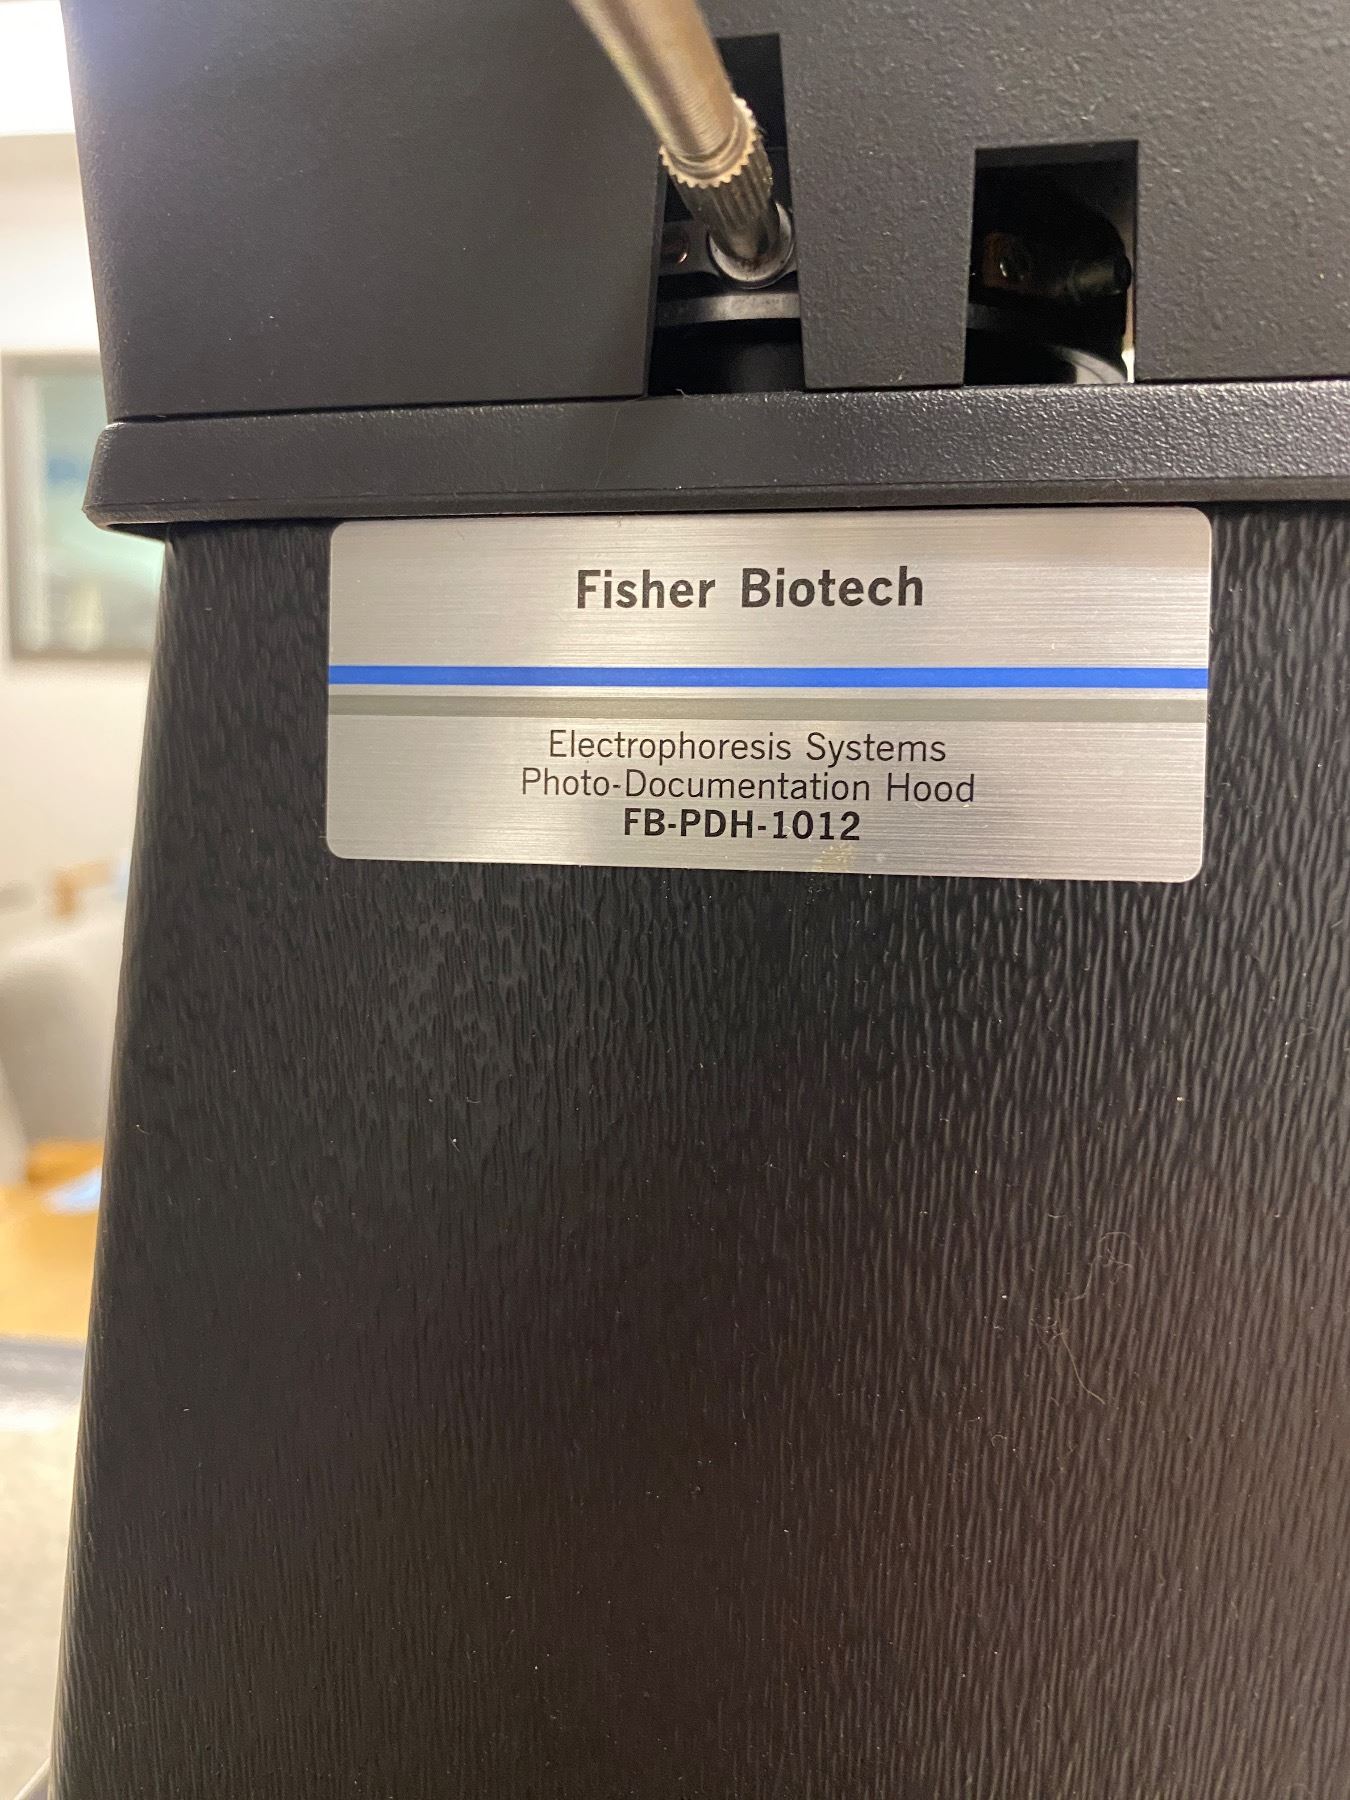 Fisher Biotech
Electrophoresis Systems
Photo-Documentation Hood
FB-PDH-1012